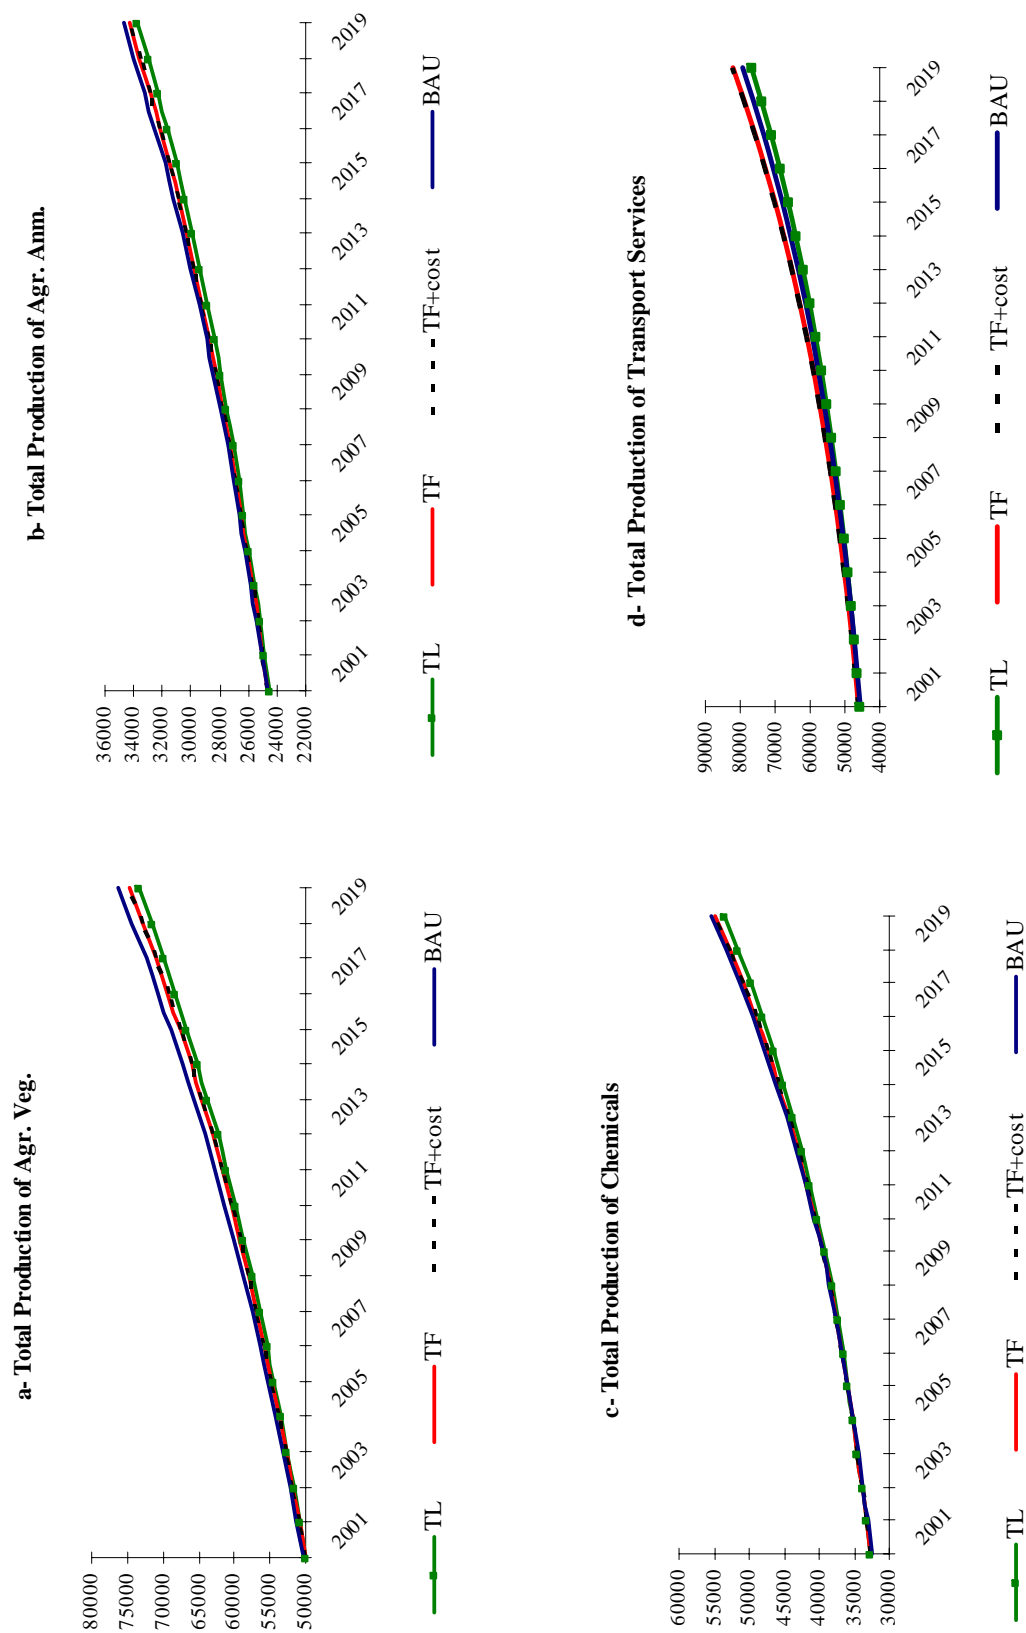 a- Total Production of Agr. Veg.
80000
75000
70000
65000
60000
55000
50000
2001 2003 2005 2007 2009 2011 2013 2015 2017 2019
TL TF TF+cost BAU
b- Total Production of Agr. Anm.
36000
34000
32000
30000
28000
26000
24000
22000
2001 2003 2005 2007 2009 2011 2013 2015 2017 2019
TL TF TF+cost BAU
c- Total Production of Chemicals
60000
55000
50000
45000
40000
35000
30000
2001 2003 2005 2007 2009 2011 2013 2015 2017 2019
TL TF TF+cost BAU
d- Total Production of Transport Services
90000
80000
70000
60000
50000
40000
2001 2003 2005 2007 2009 2011 2013 2015 2017 2019
TL TF TF+cost BAU